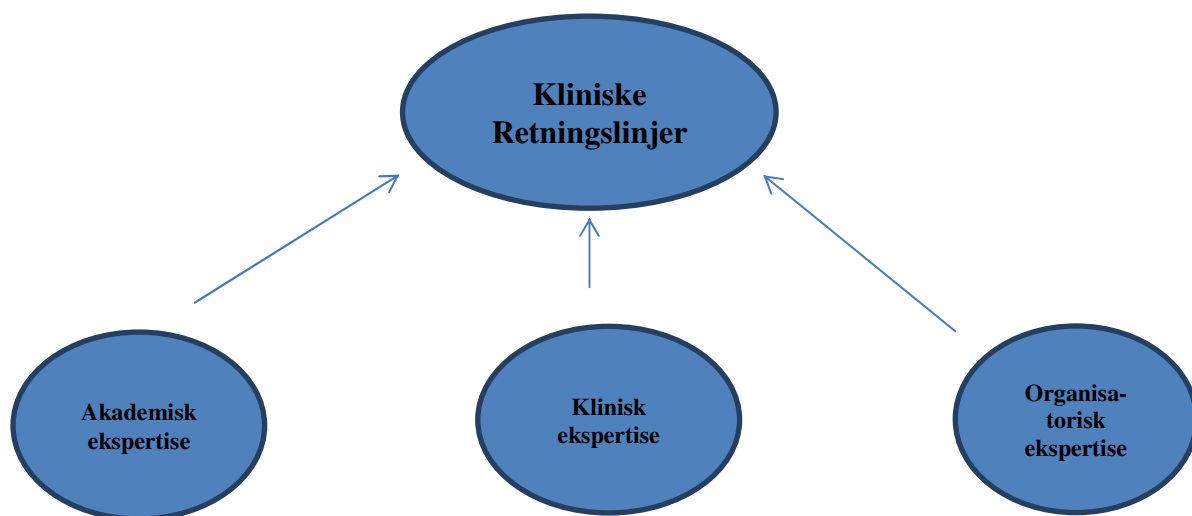 Kliniske
Retningslinjer
Akademisk
ekspertise
Klinisk
ekspertise
Organisa-
torisk
ekspertise